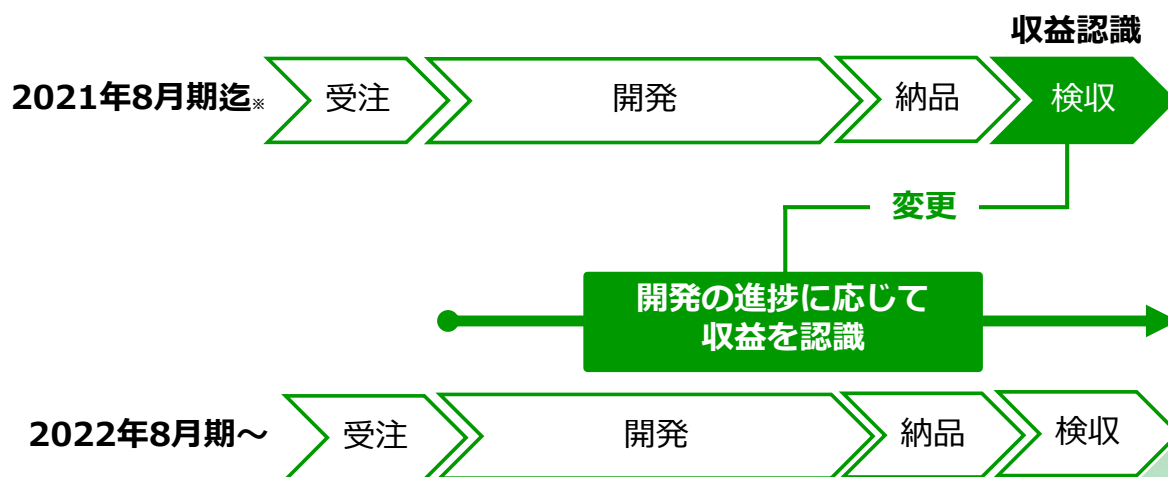 収益認識
2021年8月期迄※
受注
開発
納品
検収
変更
開発の進捗に応じて
収益を認識
2022年8月期～
受注
開発
納品
検収